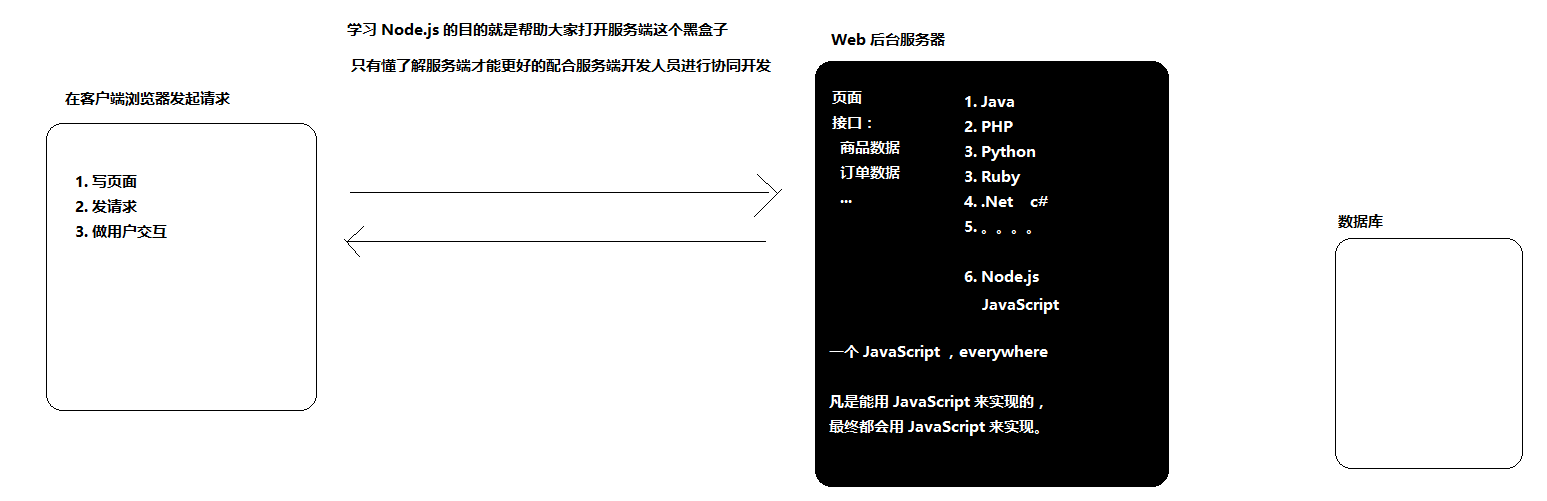 学习 Node.js 的目的就是帮助大家打开服务端这个黑盒子
只有懂了解服务端才能更好的配合服务端开发人员进行协同开发
在客户端浏览器发起请求
1. 写页面
2. 发请求
3. 做用户交互
Web 后台服务器
页面
接口：
商品数据
订单数据
...
1. Java
2. PHP
3. Python
3. Ruby
4. .Net c#
5. 。。。。
6. Node.js
JavaScript
一个 JavaScript ，everywhere
凡是能用 JavaScript 来实现的，
最终都会用 JavaScript 来实现。
数据库